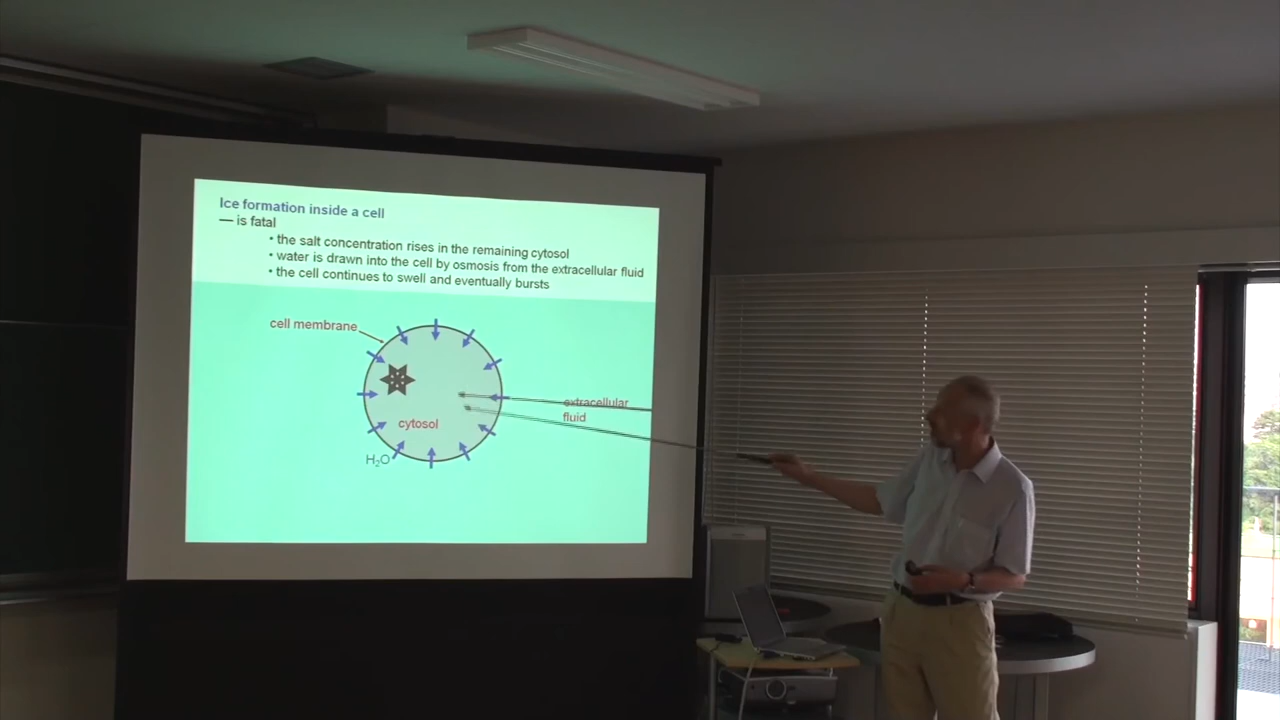 Ice formation inside a cell
— is fatal
• the salt concentration rises in the remaining cytosol
• water is drawn into the cell by osmosis from the extracellular fluid
• the cell continues to swell and eventually bursts
cell membrane
extracellular
fluid
cytosol
H₂O